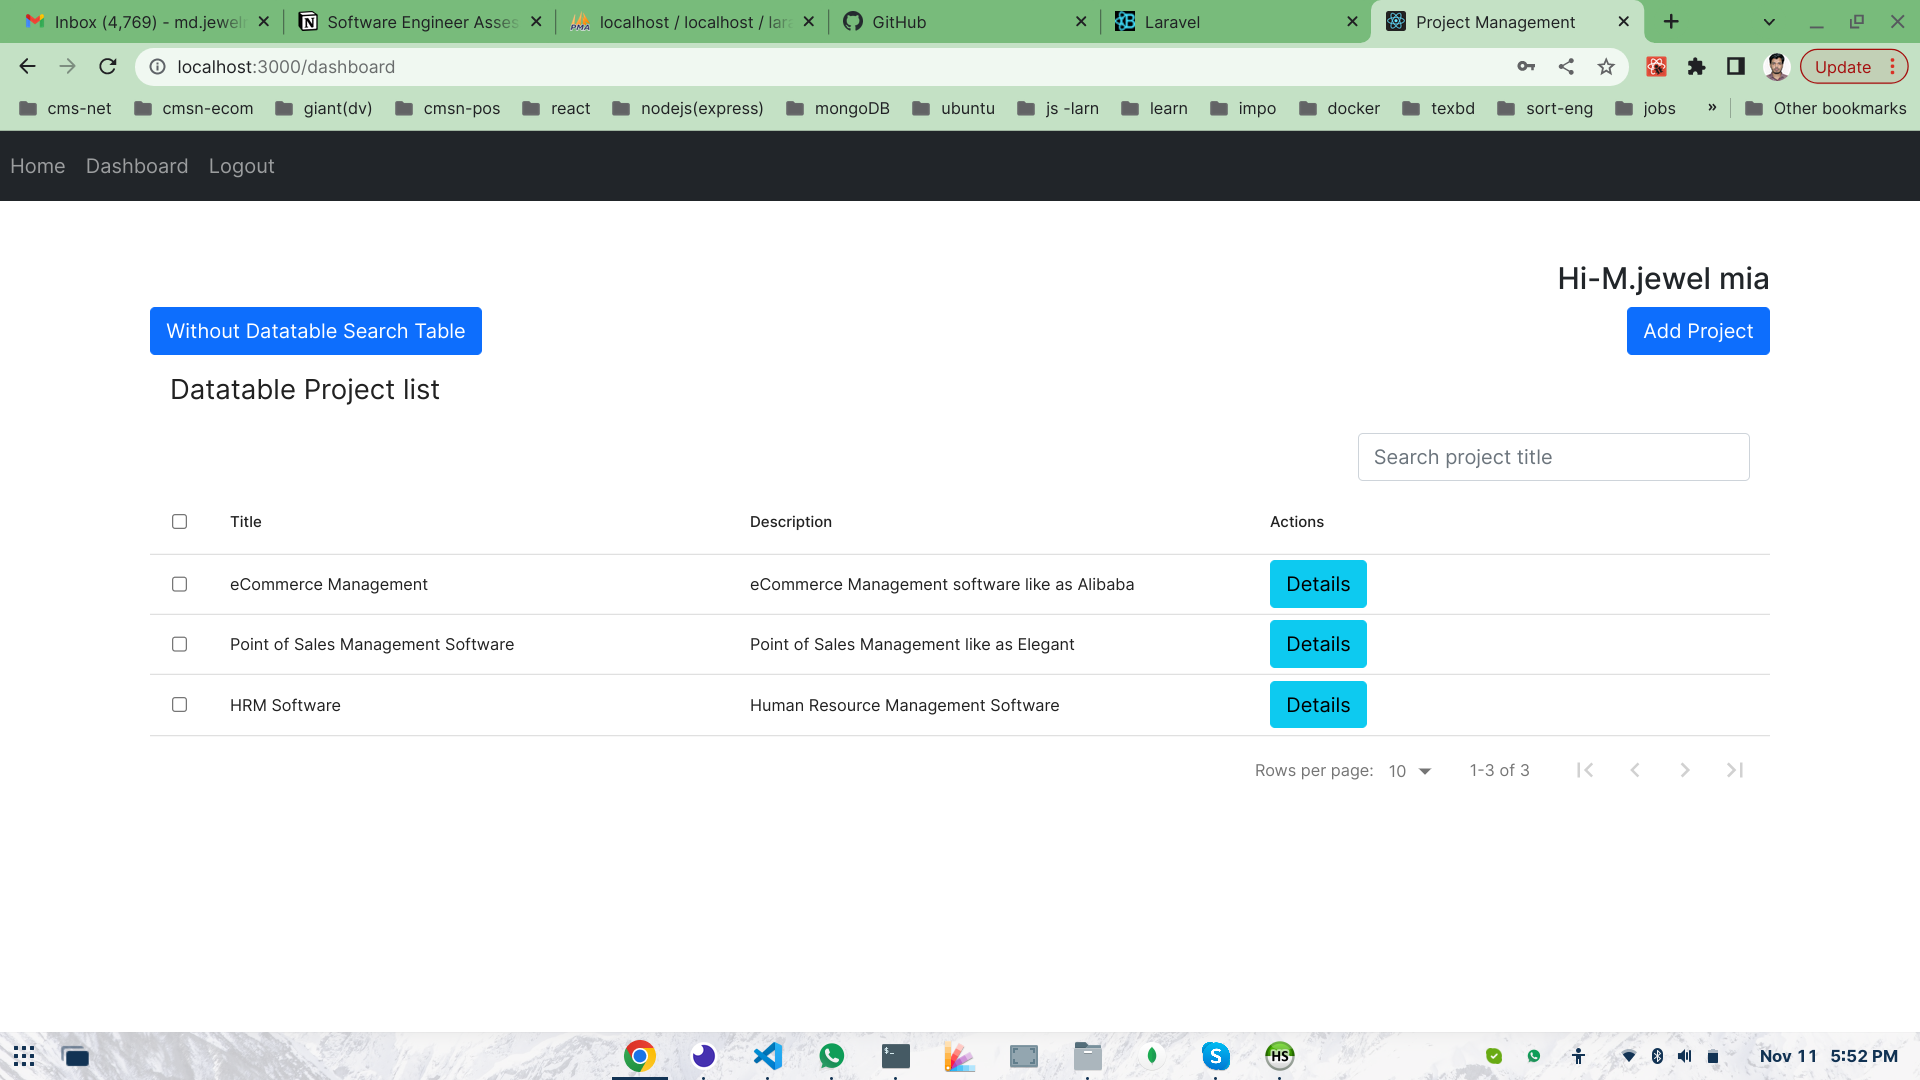 Inbox (4,769) - md.jewelr
Software Engineer Asses
localhost / localhost / lara
GitHub
Laravel
Project Management
localhost:3000/dashboard
Update
cms-net
cmsn-ecom
giant(dv)
cmsn-pos
react
nodejs(express)
mongoDB
ubuntu
js -larn
learn
impo
docker
texbd
sort-eng
jobs
»
Other bookmarks
Home Dashboard Logout
Hi-M.jewel mia
Without Datatable Search Table
Add Project
Datatable Project list
Search project title
Title Description Actions
eCommerce Management eCommerce Management software like as Alibaba Details
Point of Sales Management Software Point of Sales Management like as Elegant Details
HRM Software Human Resource Management Software Details
Rows per page: 10 1-3 of 3
Nov 11 5:52 PM